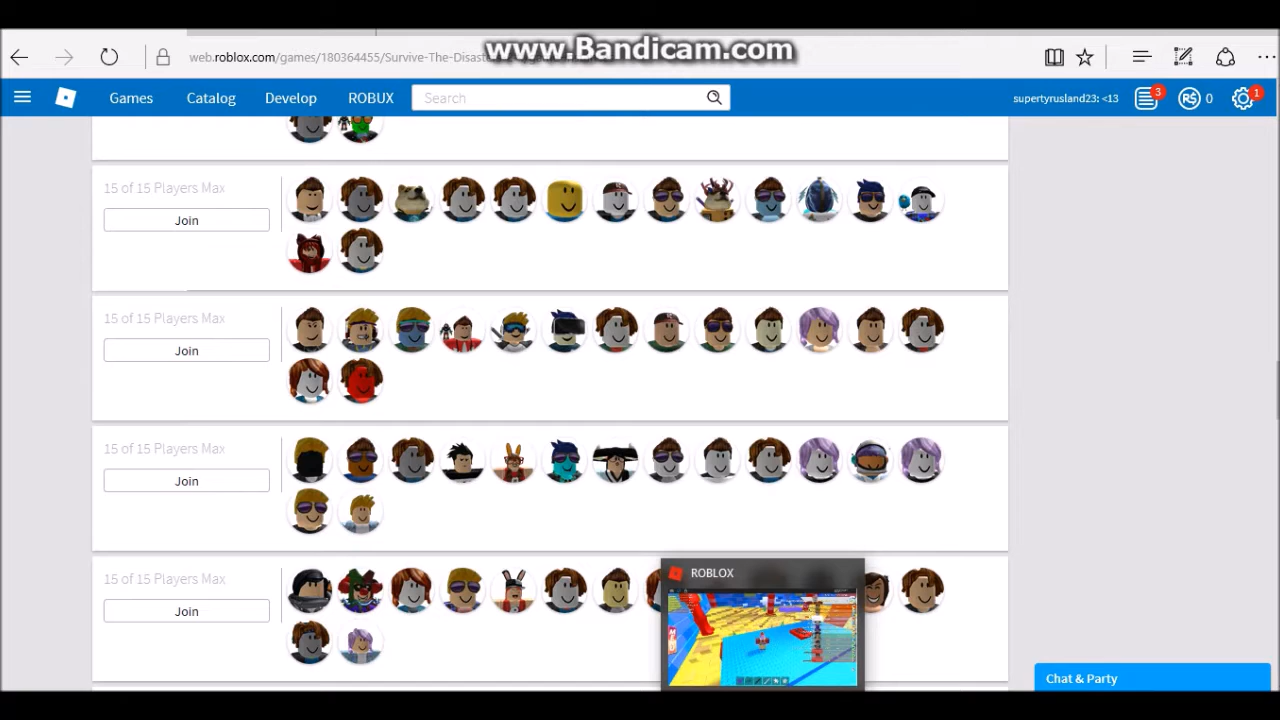 www.Bandicam.com
web.roblox.com/games/180364455/Survive-The-Disast
Games
Catalog
Develop
ROBUX
Search
supertyrusland23: <13
3
R$ 0
1
15 of 15 Players Max
Join
15 of 15 Players Max
Join
15 of 15 Players Max
Join
15 of 15 Players Max
Join
ROBLOX
Chat & Party